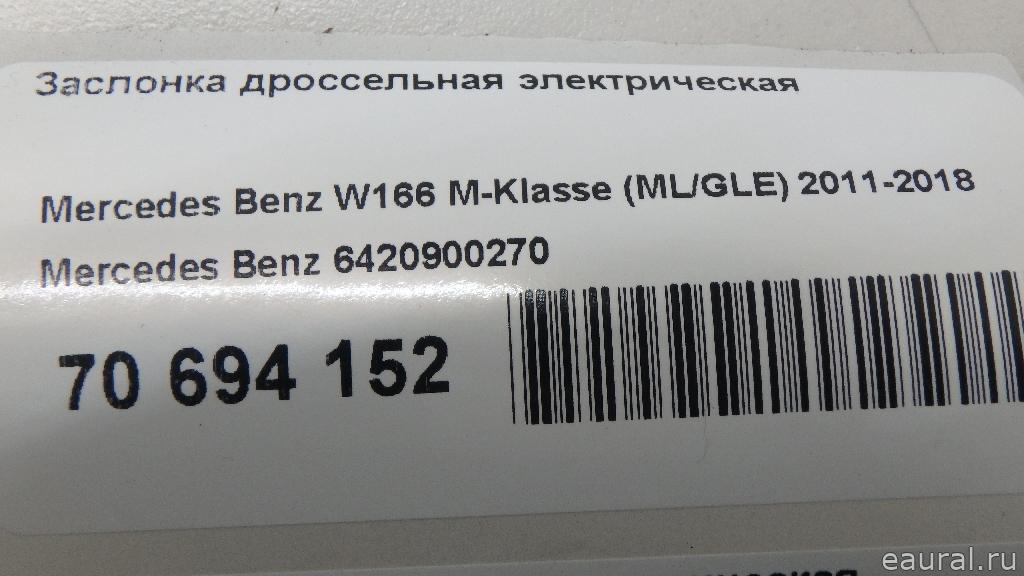 Заслонка дроссельная электрическая
Mercedes Benz W166 M-Klasse (ML/GLE) 2011-2018
Mercedes Benz 6420900270
70 694 152
eaural.ru